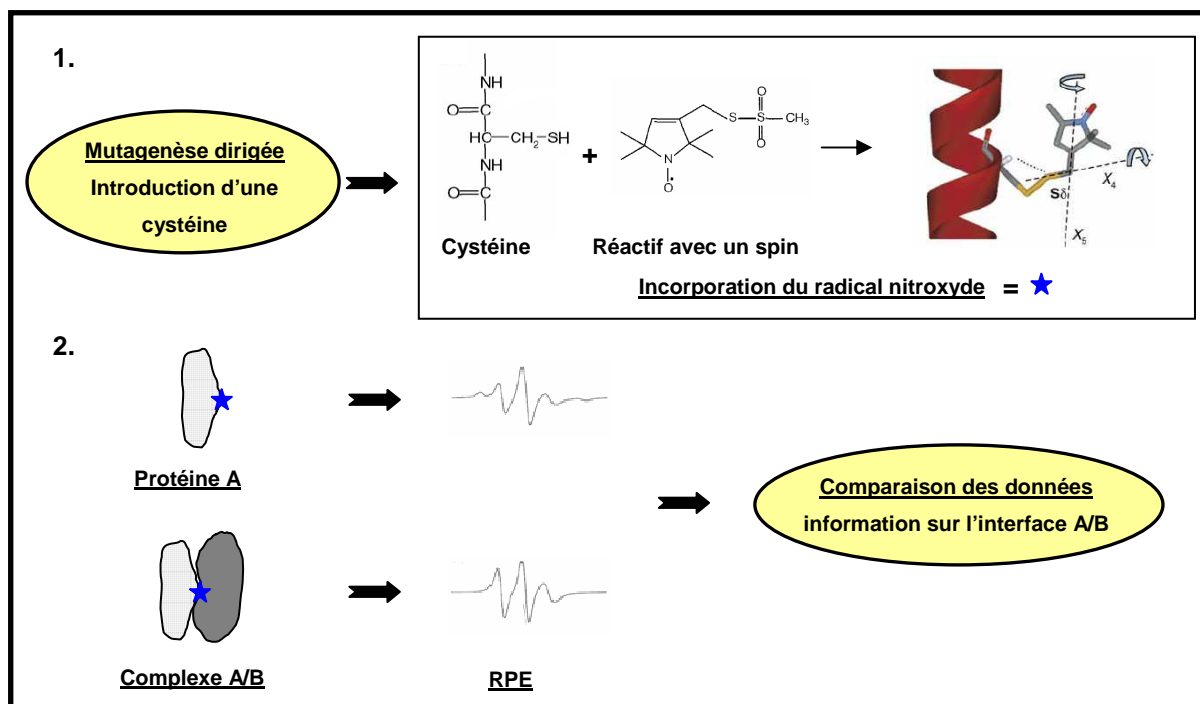 1.
Mutagenèse dirigée
Introduction d'une
cystéine
NH
O
CH
CH2
SH
NH
C
O
+
O
S
S
CH3
O
N
O•
Sδ
X4
X5
Cystéine
Réactif avec un spin
Incorporation du radical nitroxyde =
2.
Protéine A
Complexe A/B
RPE
Comparaison des données
information sur l'interface A/B